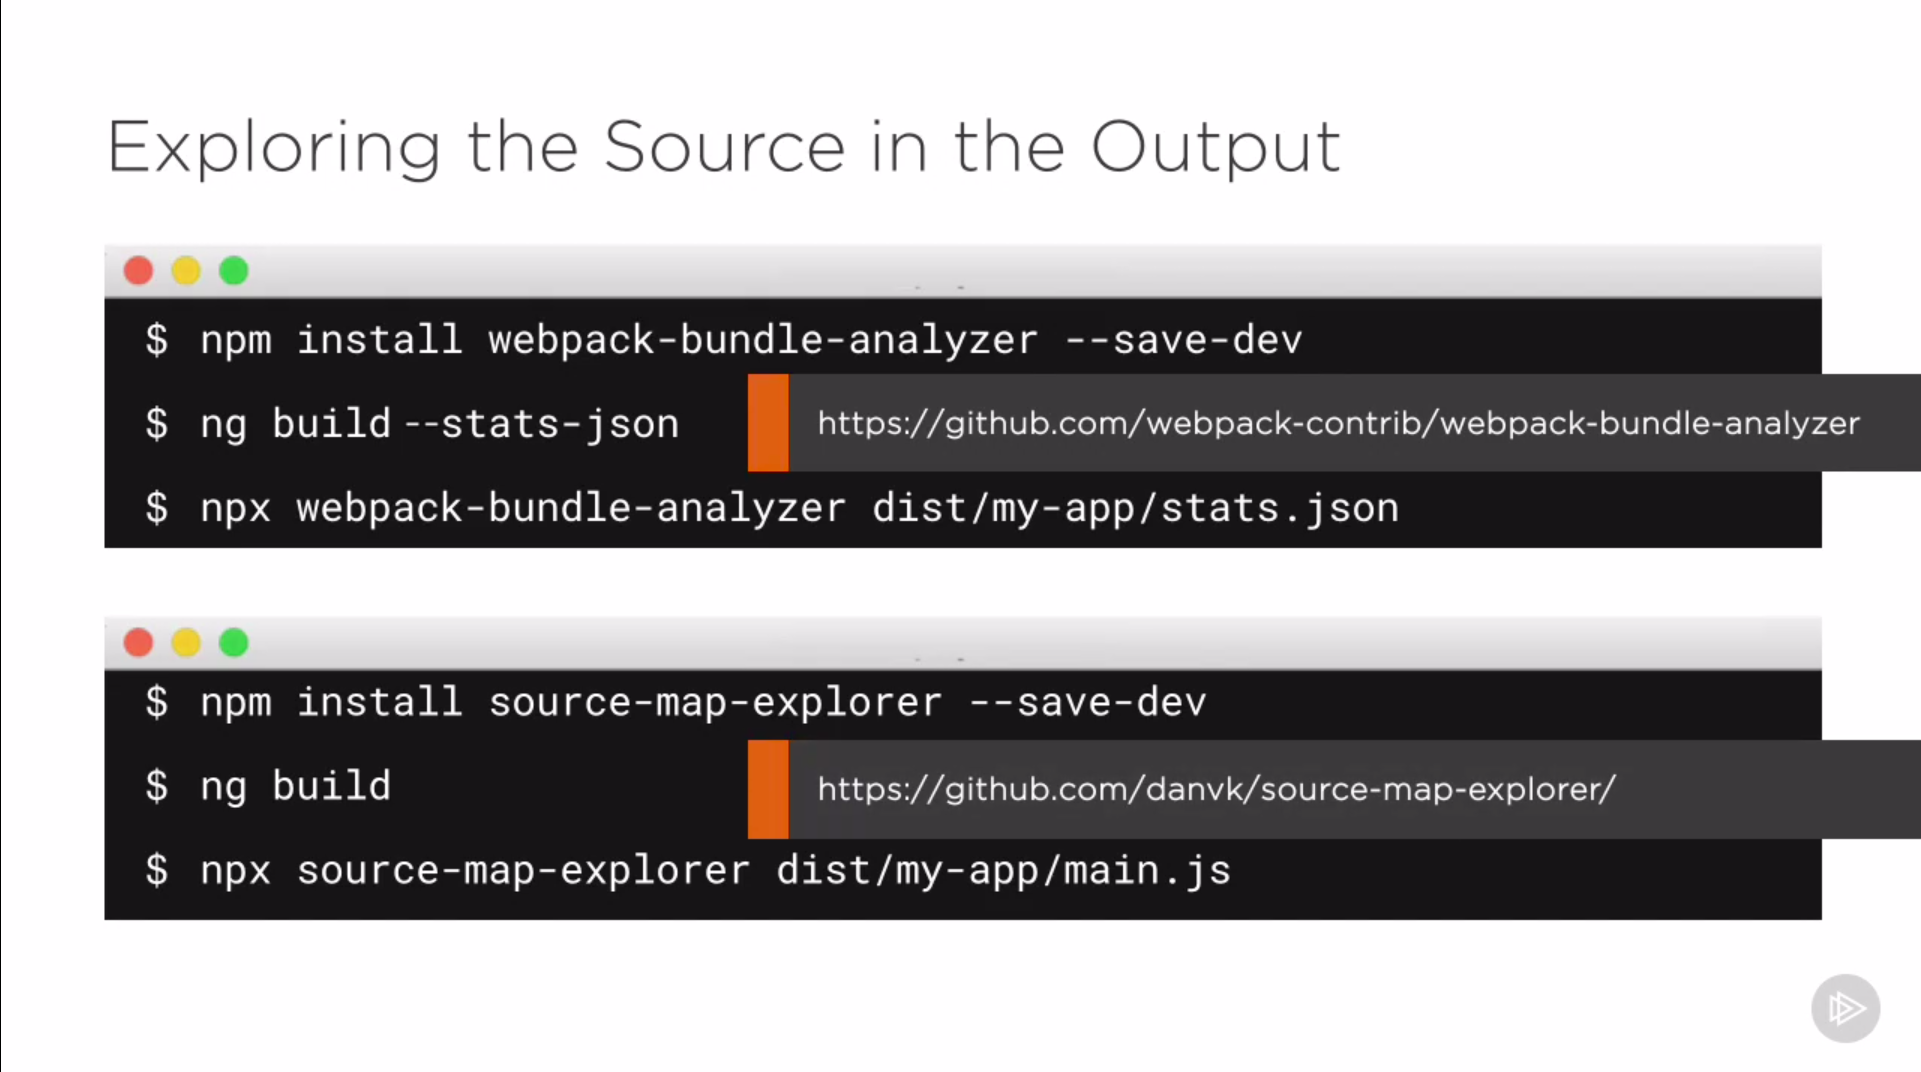 Exploring the Source in the Output
$ npm install webpack-bundle-analyzer --save-dev
$ ng build --stats-json
https://github.com/webpack-contrib/webpack-bundle-analyzer
$ npx webpack-bundle-analyzer dist/my-app/stats.json
$ npm install source-map-explorer --save-dev
$ ng build
https://github.com/danvk/source-map-explorer/
$ npx source-map-explorer dist/my-app/main.js